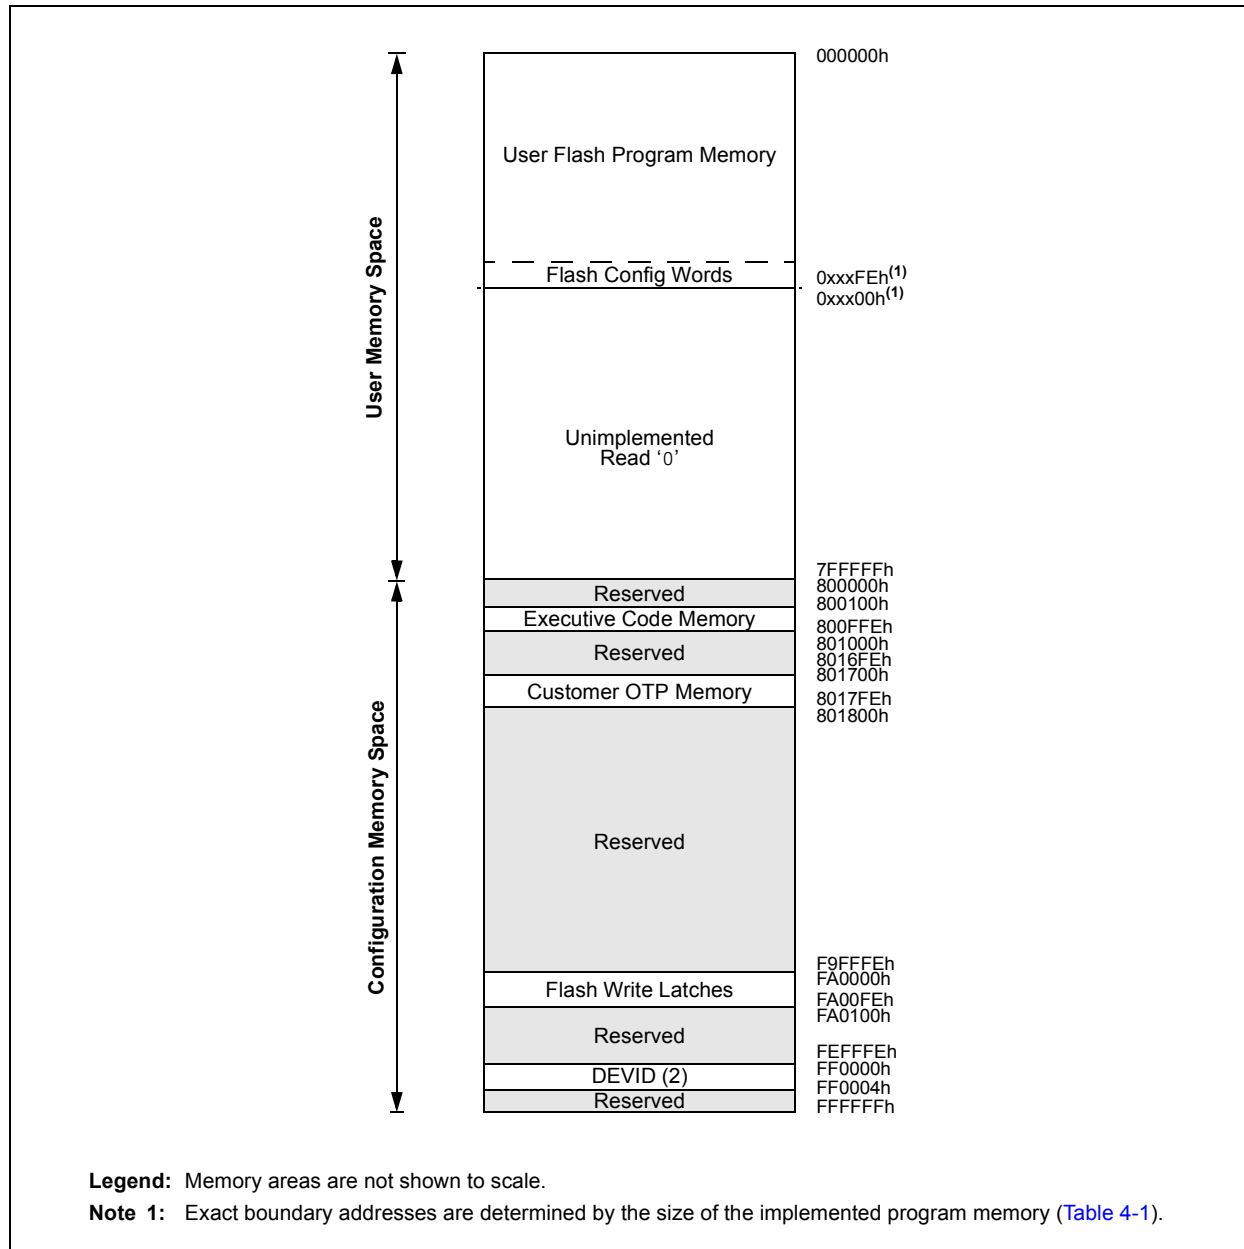 000000h
User Flash Program Memory
User Memory Space
Flash Config Words
0xxxFEh(1)
0xxx00h(1)
Unimplemented
Read ‘0’
7FFFFFh
800000h
Reserved
800100h
Executive Code Memory
800FFEh
801000h
Reserved
8016FEh
801700h
Customer OTP Memory
8017FEh
801800h
Configuration Memory Space
Reserved
F9FFFEh
FA0000h
Flash Write Latches
FA00FEh
FA0100h
Reserved
FEFFFEh
FF0000h
DEVID (2)
FF0004h
Reserved
FFFFFFh
Legend: Memory areas are not shown to scale.
Note 1: Exact boundary addresses are determined by the size of the implemented program memory (Table 4-1).